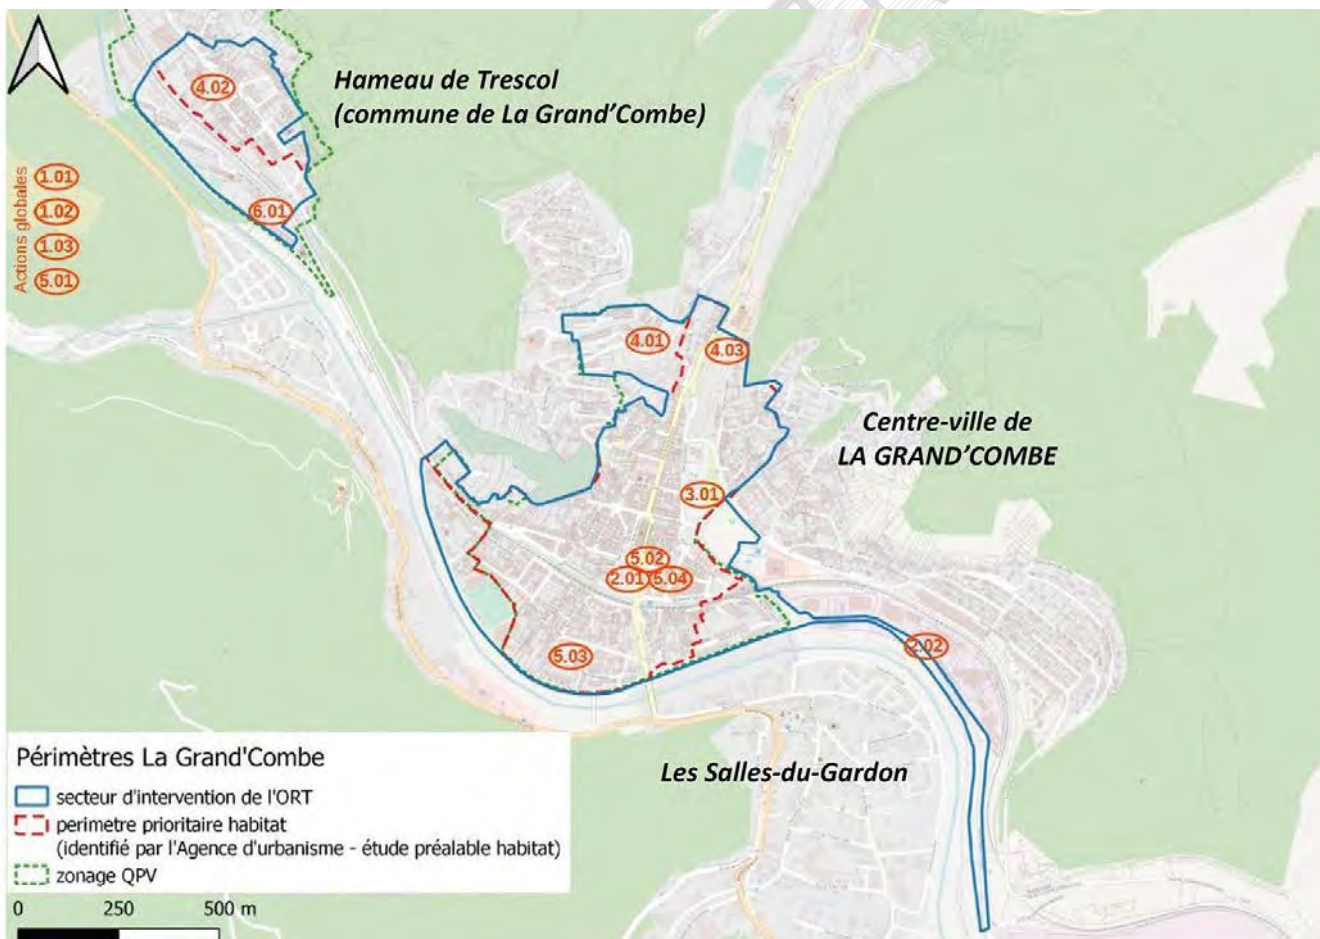 Hameau de Trescol
(commune de La Grand'Combe)
4.02
Actions globales
1.01
1.02
1.03
5.01
6.01
4.01
4.03
Centre-ville de
LA GRAND'COMBE
3.01
5.02
2.01
5.04
5.03
2.02
Les Salles-du-Gardon
Périmètres La Grand'Combe
secteur d'intervention de l'ORT
perimetre prioritaire habitat
(identifié par l'Agence d'urbanisme - étude préalable habitat)
zonage QPV
0 250 500 m